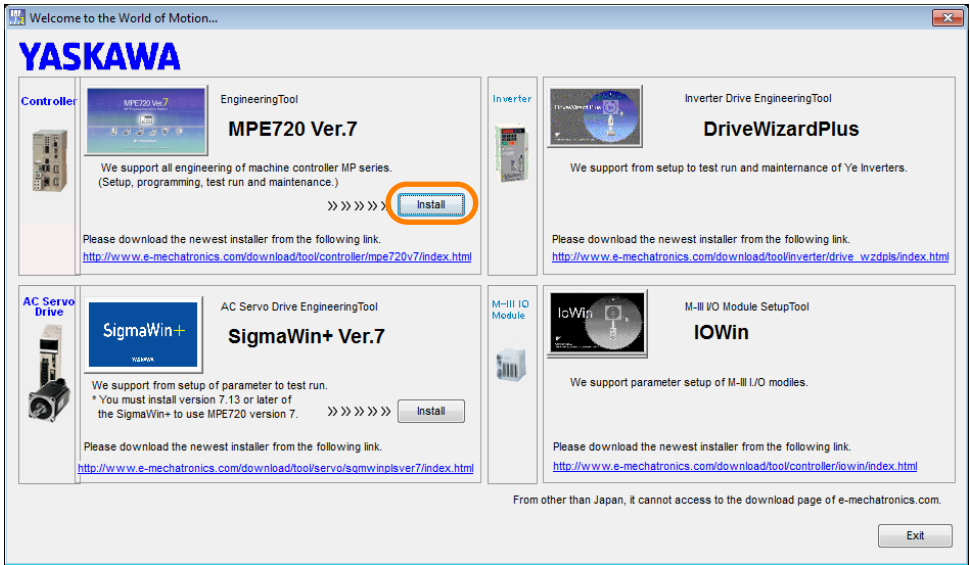 Welcome to the World of Motion...
YASKAWA
Controller
MPE720 Ver.7
EngineeringTool
MPE720 Ver.7
We support all engineering of machine controller MP series.
(Setup, programming, test run and maintenance.)
»»»»» Install
Please download the newest installer from the following link.
http://www.e-mechatronics.com/download/tool/controller/mpe720v7/index.html
Inverter
DriveWizard Plus
Inverter Drive EngineeringTool
DriveWizardPlus
We support from setup to test run and maternance of Ye Inverters.
Please download the newest installer from the following link.
http://www.e-mechatronics.com/download/tool/inverter/drive_wzdpls/index.html
AC Servo
Drive
SigmaWin+
YASKAWA
AC Servo Drive EngineeringTool
SigmaWin+ Ver.7
We support from setup of parameter to test run.
* You must install version 7.13 or later of
the SigmaWin+ to use MPE720 version 7.
»»»»» Install
Please download the newest installer from the following link.
http://www.e-mechatronics.com/download/tool/servo/sqmwinplsver7/index.html
M-III IO
Module
IoWin
M-III I/O Module SetupTool
IOWin
We support parameter setup of M-III I./O modiles.
Please download the newest installer from the following link.
http://www.e-mechatronics.com/download/tool/controller/iowin/index.html
From other than Japan, it cannot access to the download page of e-mechatronics.com.
Exit